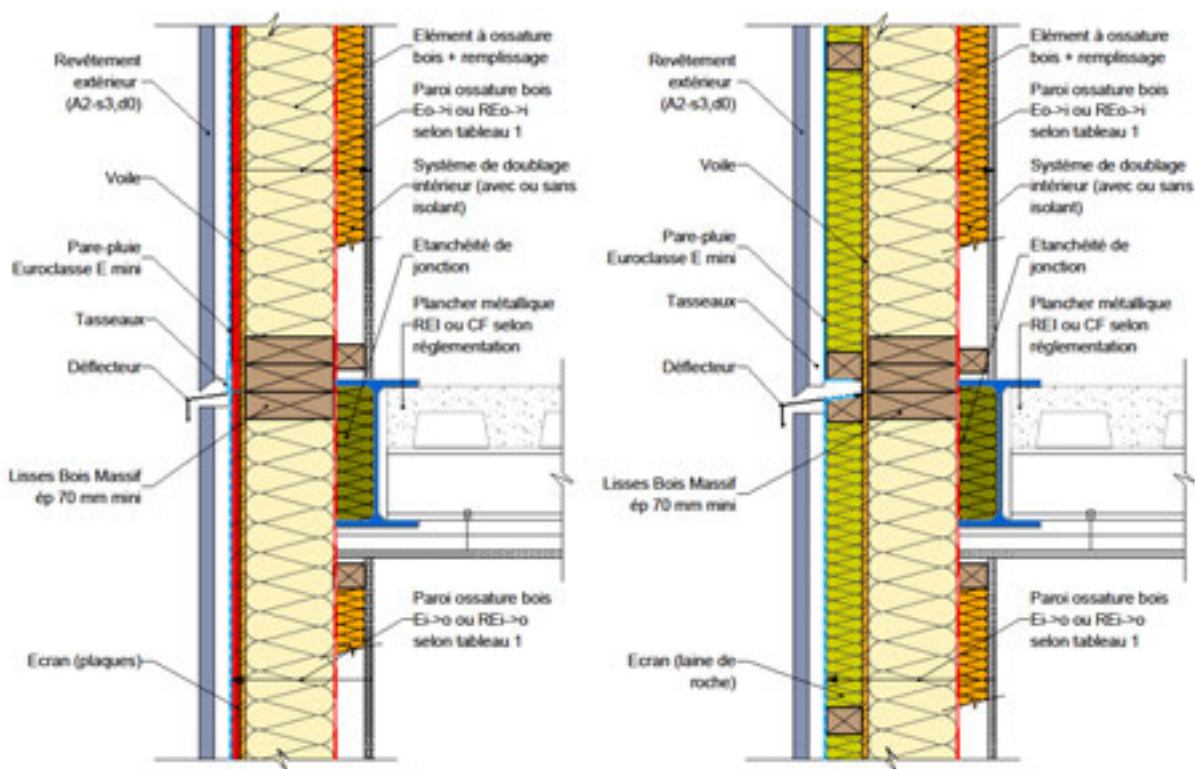 Revêtement
extérieur
(A2-s3,d0)
Voile
Pare-pluie
Euroclasse E mini
Tasseaux
Déflecteur
Lisses Bois Massif
ép 70 mm mini
Ecran (plaques)
Elément à ossature
bois + remplissage
Paroi ossature bois
Eo->i ou REo->i
selon tableau 1
Système de doublage
intérieur (avec ou sans
isolant)
Etanchéité de
jonction
Plancher métallique
REI ou CF selon
réglementation
Paroi ossature bois
Ei->o ou REi->o
selon tableau 1
Revêtement
extérieur
(A2-s3,d0)
Voile
Pare-pluie
Euroclasse E mini
Tasseaux
Déflecteur
Lisses Bois Massif
ép 70 mm mini
Ecran (laine de
roche)
Elément à ossature
bois + remplissage
Paroi ossature bois
Eo->i ou REo->i
selon tableau 1
Système de doublage
intérieur (avec ou sans
isolant)
Etanchéité de
jonction
Plancher métallique
REI ou CF selon
réglementation
Paroi ossature bois
Ei->o ou REi->o
selon tableau 1